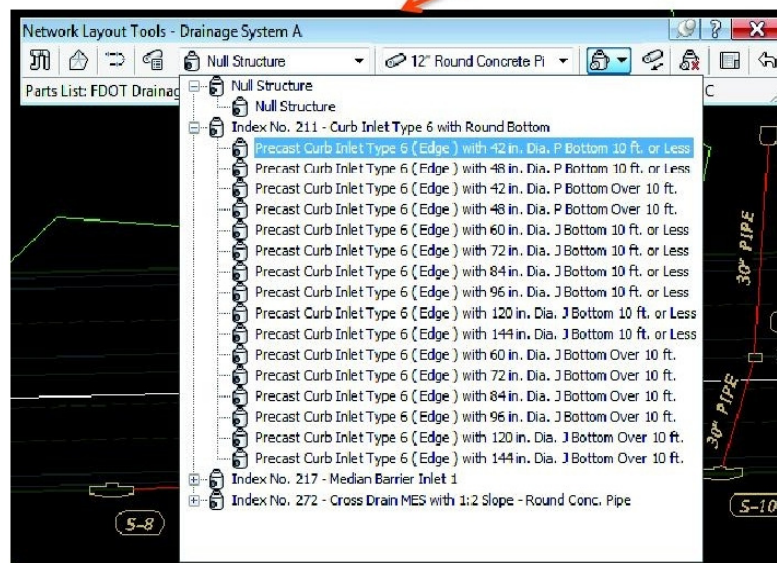 Network Layout Tools - Drainage System A
Null Structure
12" Round Concrete Pi
Parts List: FDOT Drainag
C
Null Structure
Null Structure
Index No. 211 - Curb Inlet Type 6 with Round Bottom
Precast Curb Inlet Type 6 ( Edge ) with 42 in. Dia. P Bottom 10 ft. or Less
Precast Curb Inlet Type 6 ( Edge ) with 48 in. Dia. P Bottom 10 ft. or Less
Precast Curb Inlet Type 6 ( Edge ) with 42 in. Dia. P Bottom Over 10 ft.
Precast Curb Inlet Type 6 ( Edge ) with 48 in. Dia. P Bottom Over 10 ft.
Precast Curb Inlet Type 6 ( Edge ) with 60 in. Dia. J Bottom 10 ft. or Less
Precast Curb Inlet Type 6 ( Edge ) with 72 in. Dia. J Bottom 10 ft. or Less
Precast Curb Inlet Type 6 ( Edge ) with 84 in. Dia. J Bottom 10 ft. or Less
Precast Curb Inlet Type 6 ( Edge ) with 96 in. Dia. J Bottom 10 ft. or Less
Precast Curb Inlet Type 6 ( Edge ) with 120 in. Dia. J Bottom 10 ft. or Less
Precast Curb Inlet Type 6 ( Edge ) with 144 in. Dia. J Bottom 10 ft. or Less
Precast Curb Inlet Type 6 ( Edge ) with 60 in. Dia. J Bottom Over 10 ft.
Precast Curb Inlet Type 6 ( Edge ) with 72 in. Dia. J Bottom Over 10 ft.
Precast Curb Inlet Type 6 ( Edge ) with 84 in. Dia. J Bottom Over 10 ft.
Precast Curb Inlet Type 6 ( Edge ) with 96 in. Dia. J Bottom Over 10 ft.
Precast Curb Inlet Type 6 ( Edge ) with 120 in. Dia. J Bottom Over 10 ft.
Precast Curb Inlet Type 6 ( Edge ) with 144 in. Dia. J Bottom Over 10 ft.
Index No. 217 - Median Barrier Inlet 1
Index No. 272 - Cross Drain MES with 1:2 Slope - Round Conc. Pipe
30" PIPE
30" PIPE
S-8
S-10